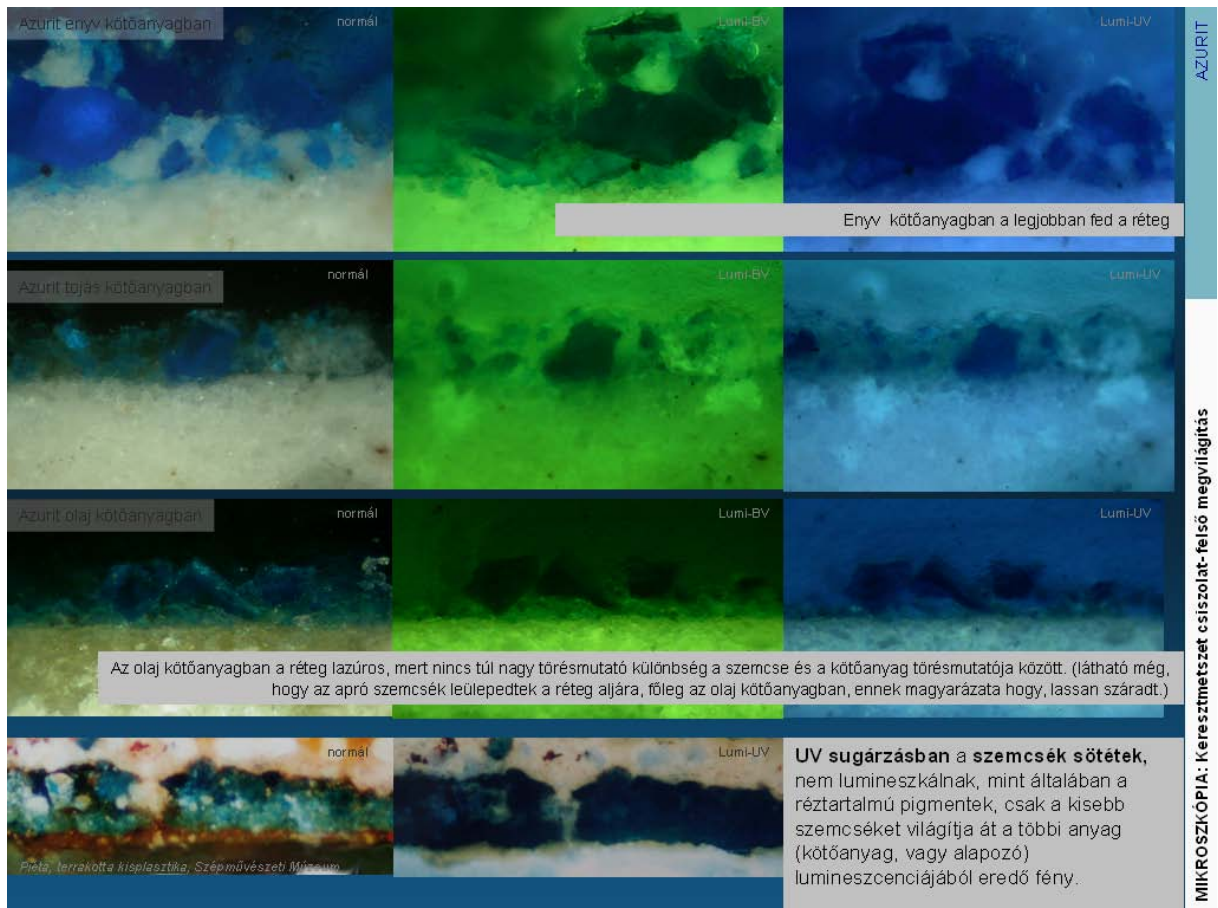 Azurit enyv kötőanyagban
normál
Lumi-BV
Lumi-UV
AZURIT
Enyv kötőanyagban a legjobban fed a réteg
Azurit tojás kötőanyagban
normál
Lumi-BV
Lumi-UV
Azurit olaj kötőanyagban
normál
Lumi-BV
Lumi-UV
Az olaj kötőanyagban a réteg lazúros, mert nincs túl nagy törésmutató különbség a szemcse és a kötőanyag törésmutatója között. (látható még,
hogy az apró szemcsék leülepedtek a réteg aljára, főleg az olaj kötőanyagban, ennek magyarázata hogy, lassan száradt.)
normál
Lumi-UV
Pieta, terrakotta kisplasztika, Szépművészeti Múzeum
UV sugárzásban a szemcsék sötétek,
nem lumineszkálnak, mint általában a
réztartalmú pigmentek, csak a kisebb
szemcséket világítja át a többi anyag
(kötőanyag, vagy alapozó)
lumineszcenciájából eredő fény.
MIKROSZKÓPIA: Keresztmetszet csiszolat-felső megvilágítás